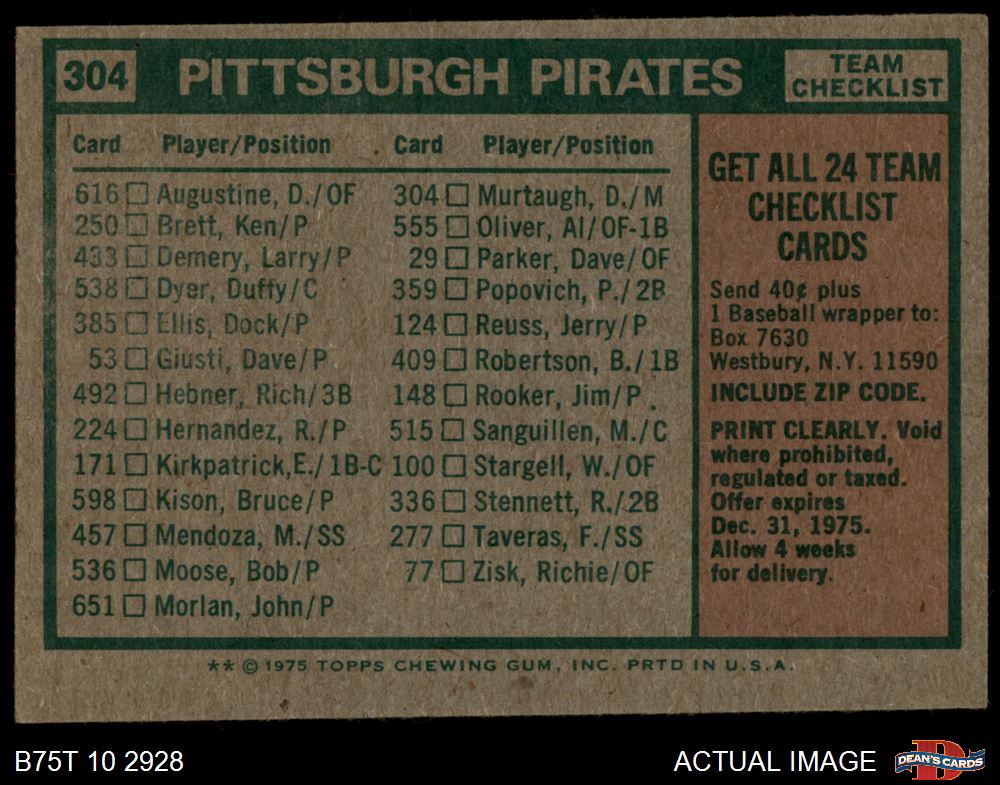 304 PITTSBURGH PIRATES TEAM CHECKLIST
Card Player/Position
616 Augustine, D./OF
250 Brett, Ken/P
433 Demery, Larry/P
538 Dyer, Duffy/C
385 Ellis, Dock/P
53 Giusti, Dave/P
492 Hebner, Rich/3B
224 Hernandez, R./P
171 Kirkpatrick,E./1B-C
598 Kison, Bruce/P
457 Mendoza, M./SS
536 Moose, Bob/P
651 Morlan, John/P
Card Player/Position
304 Murtaugh, D./M
555 Oliver, Al/OF-1B
29 Parker, Dave/OF
359 Popovich, P./2B
124 Reuss, Jerry/P
409 Robertson, B./1B
148 Rooker, Jim/P
515 Sanguillen, M./C
100 Stargell, W./OF
336 Stennett, R./2B
277 Taveras, F./SS
77 Zisk, Richie/OF
GET ALL 24 TEAM
CHECKLIST
CARDS
Send 40¢ plus
1 Baseball wrapper to:
Box 7630
Westbury, N.Y. 11590
INCLUDE ZIP CODE.
PRINT CLEARLY. Void
where prohibited,
regulated or taxed.
Offer expires
Dec. 31, 1975.
Allow 4 weeks
for delivery.
** © 1975 TOPPS CHEWING GUM, INC. PRTD IN U.S.A.
B75T 10 2928
ACTUAL IMAGE
D
DEAN'S CARDS